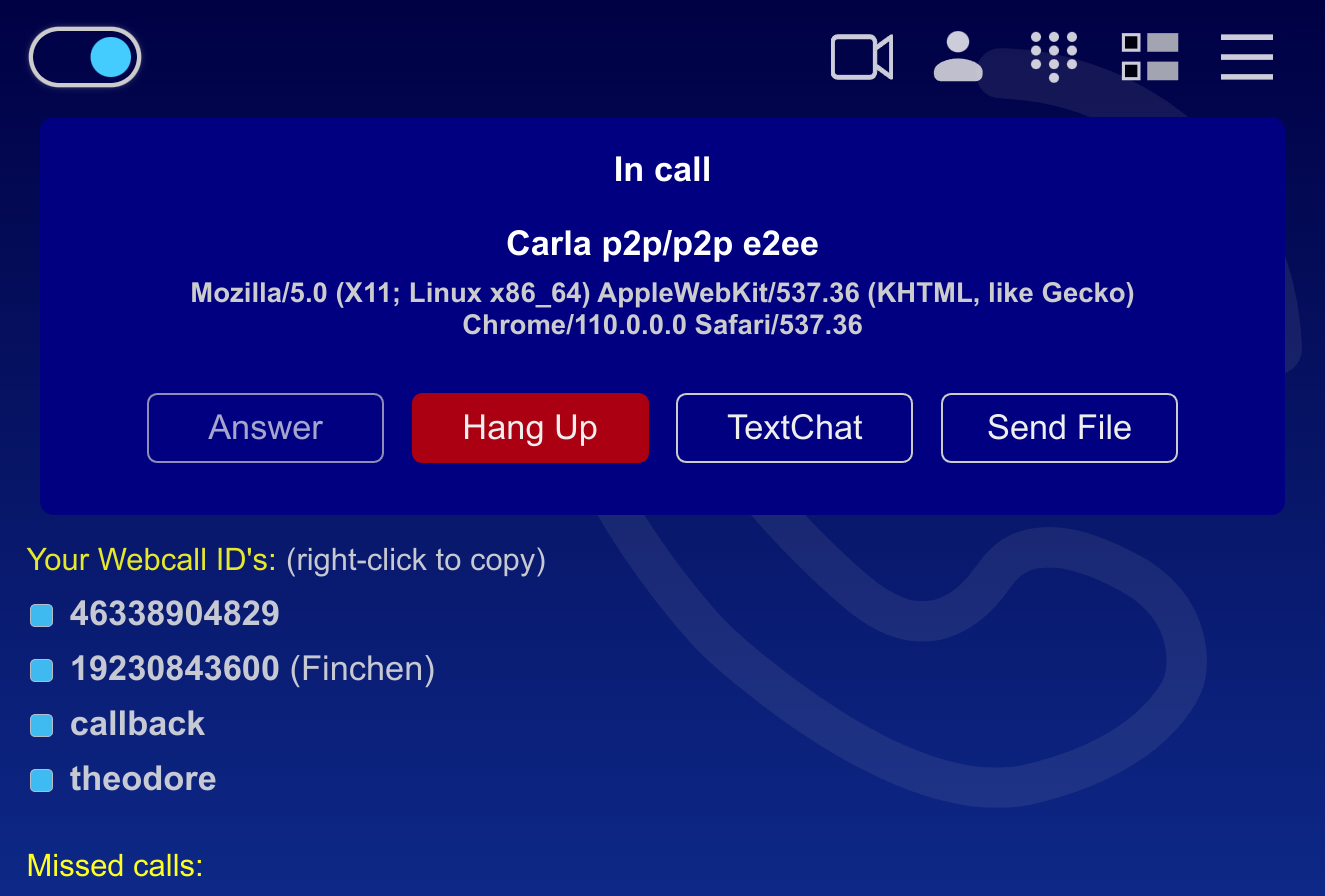 In call
Carla p2p/p2p e2ee
Mozilla/5.0 (X11; Linux x86_64) AppleWebKit/537.36 (KHTML, like Gecko)
Chrome/110.0.0.0 Safari/537.36
Answer Hang Up TextChat Send File
Your Webcall ID's: (right-click to copy)
46338904829
19230843600 (Finchen)
callback
theodore
Missed calls: